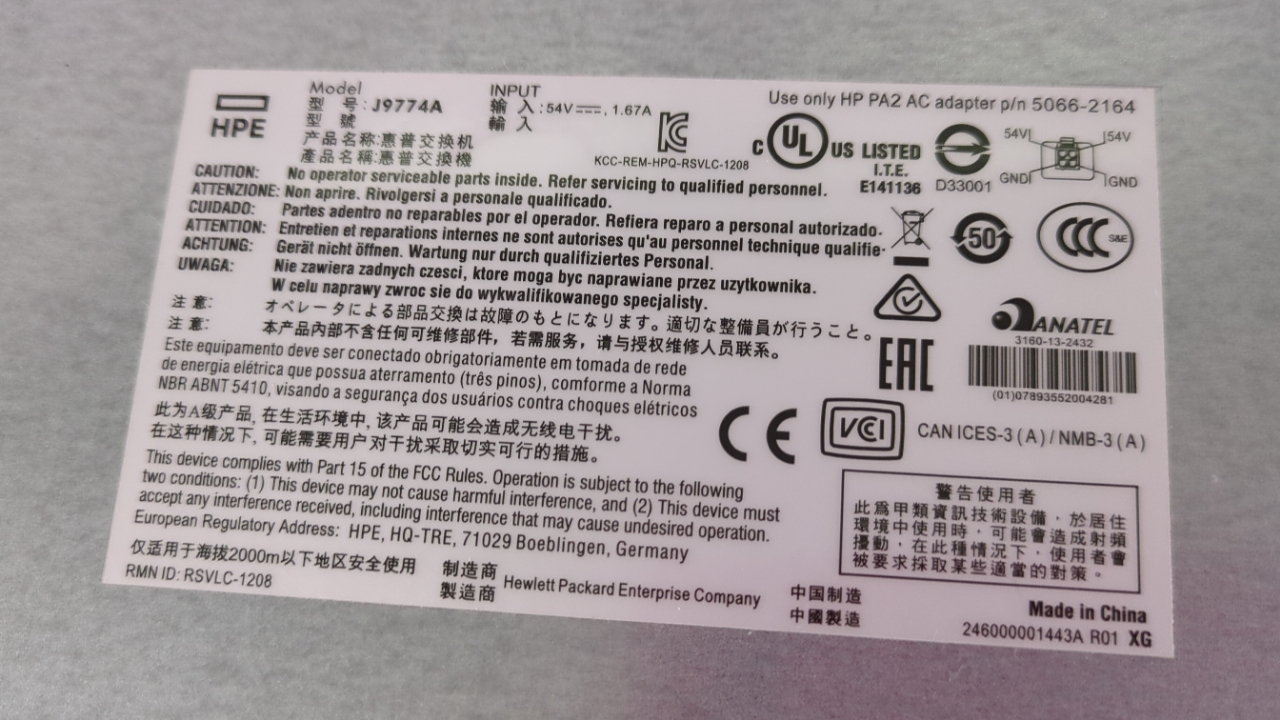 HPE
Model
型 号: J9774A
型 號
产品名称:惠普交换机
產品名稱:惠普交換機
INPUT
输 入 : 54V⎓, 1.67A
輸 入
KCC-REM-HPQ-RSVLC-1208
Use only HP PA2 AC adapter p/n 5066-2164
C UL US LISTED
I.T.E.
E141136
D33001
54V 54V
GND GND
CAUTION: No operator serviceable parts inside. Refer servicing to qualified personnel.
ATTENZIONE: Non aprire. Rivolgersi a personale qualificado.
CUIDADO: Partes adentro no reparables por el operador. Refiera reparo a personal autorizado.
ATTENTION: Entretien et reparations internes ne sont autorises qu'au personnel technique qualifie.
ACHTUNG: Gerät nicht öffnen. Wartung nur durch qualifiziertes Personal.
UWAGA: Nie zawiera zadnych czesci, ktore moga byc naprawiane przez uzytkownika.
W celu naprawy zwroc sie do wykwalifikowanego specjalisty.
注 意: オペレータによる部品交換は故障のもとになります。適切な整備員が行うこと。
注 意: 本产品内部不含任何可维修部件，若需服务，请与授权维修人员联系。
50
CCC S&E
ANATEL
3160-13-2432
(01)07893552004281
EAC
Este equipamento deve ser conectado obrigatoriamente em tomada de rede
de energia elétrica que possua aterramento (três pinos), conforme a Norma
NBR ABNT 5410, visando a segurança dos usuários contra choques elétricos
此为A级产品, 在生活环境中, 该产品可能会造成无线电干扰。
在这种情况下, 可能需要用户对干扰采取切实可行的措施。
CE
VCI
CAN ICES-3 (A) / NMB-3 (A)
This device complies with Part 15 of the FCC Rules. Operation is subject to the following
two conditions: (1) This device may not cause harmful interference, and (2) This device must
accept any interference received, including interference that may cause undesired operation.
European Regulatory Address: HPE, HQ-TRE, 71029 Boeblingen, Germany
警告使用者
此爲甲類資訊技術設備，於居住
環境中使用時，可能會造成射頻
擾動，在此種情況下，使用者會
被要求採取某些適當的對策。
仅适用于海拔2000m以下地区安全使用
RMN ID: RSVLC-1208
制造商
製造商
Hewlett Packard Enterprise Company
中国制造
中國製造
Made in China
246000001443A R01 XG